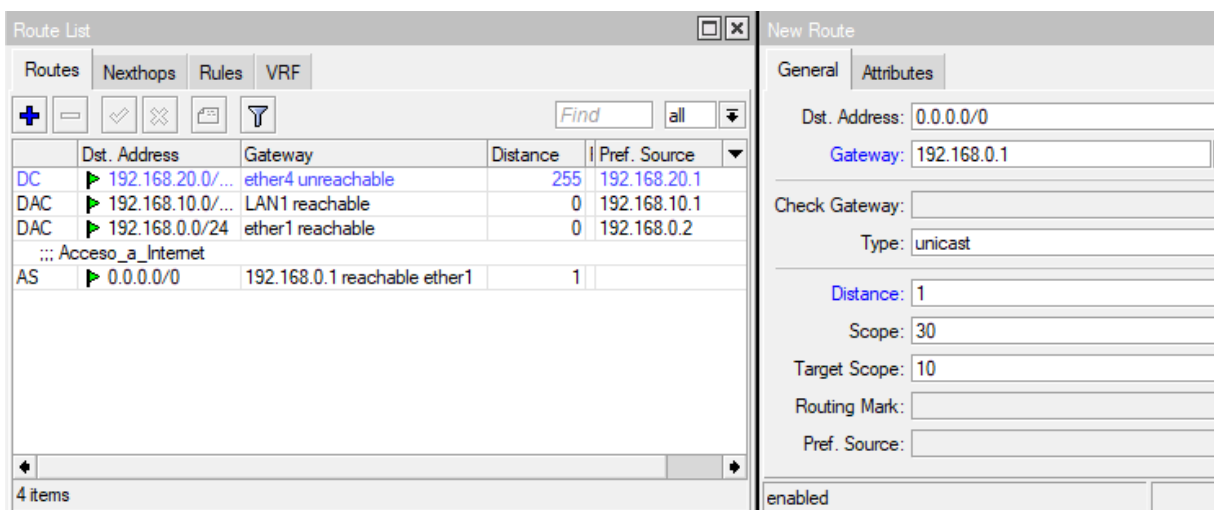 Route List
Routes Nexthops Rules VRF
Find all
Dst. Address Gateway Distance Pref. Source
DC 192.168.20.0/... ether4 unreachable 255 192.168.20.1
DAC 192.168.10.0/... LAN1 reachable 0 192.168.10.1
DAC 192.168.0.0/24 ether1 reachable 0 192.168.0.2
;;; Acceso_a_Internet
AS 0.0.0.0/0 192.168.0.1 reachable ether1 1
4 items
New Route
General Attributes
Dst. Address: 0.0.0.0/0
Gateway: 192.168.0.1
Check Gateway:
Type: unicast
Distance: 1
Scope: 30
Target Scope: 10
Routing Mark:
Pref. Source:
enabled